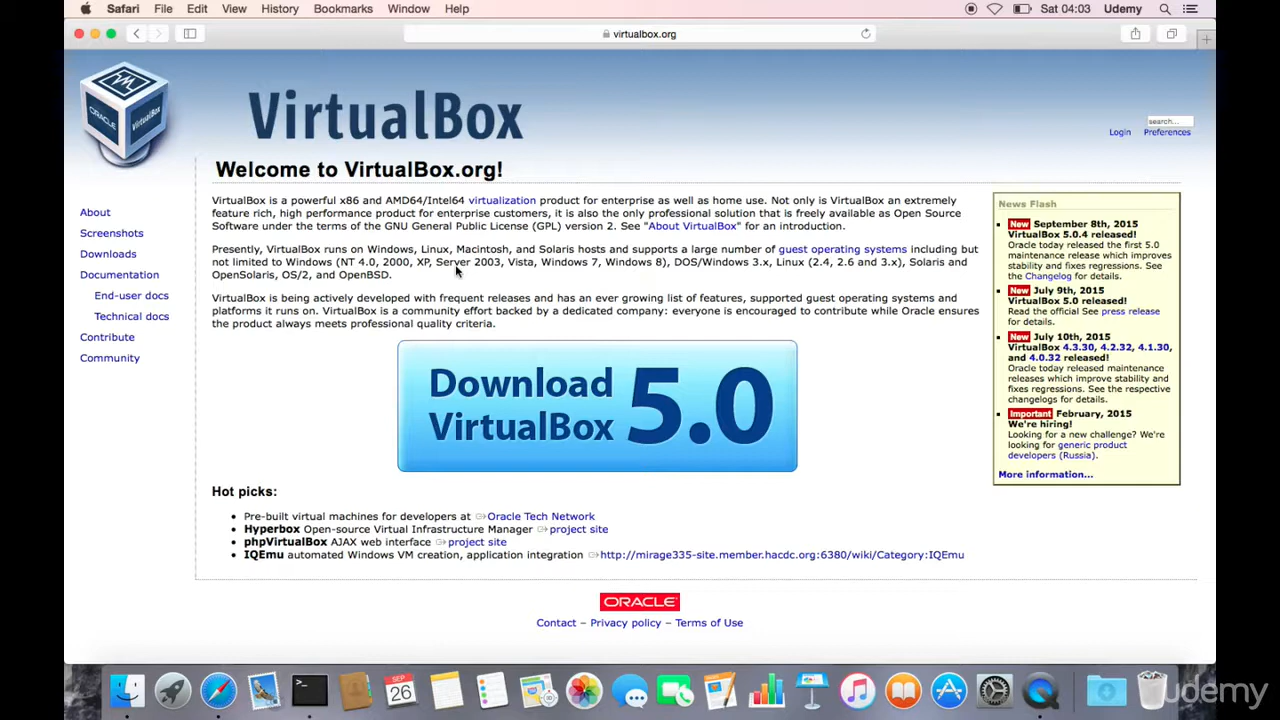 Safari File Edit View History Bookmarks Window Help Sat 04:03 Udemy
virtualbox.org
VirtualBox
ORACLE
VirtualBox
search...
Login Preferences
Welcome to VirtualBox.org!
VirtualBox is a powerful x86 and AMD64/Intel64 virtualization product for enterprise as well as home use. Not only is VirtualBox an extremely
feature rich, high performance product for enterprise customers, it is also the only professional solution that is freely available as Open Source
Software under the terms of the GNU General Public License (GPL) version 2. See "About VirtualBox" for an introduction.
Presently, VirtualBox runs on Windows, Linux, Macintosh, and Solaris hosts and supports a large number of guest operating systems including but
not limited to Windows (NT 4.0, 2000, XP, Server 2003, Vista, Windows 7, Windows 8), DOS/Windows 3.x, Linux (2.4, 2.6 and 3.x), Solaris and
OpenSolaris, OS/2, and OpenBSD.
VirtualBox is being actively developed with frequent releases and has an ever growing list of features, supported guest operating systems and
platforms it runs on. VirtualBox is a community effort backed by a dedicated company: everyone is encouraged to contribute while Oracle ensures
the product always meets professional quality criteria.
About
Screenshots
Downloads
Documentation
End-user docs
Technical docs
Contribute
Community
Download
VirtualBox 5.0
Hot picks:
Pre-built virtual machines for developers at Oracle Tech Network
Hyperbox Open-source Virtual Infrastructure Manager project site
phpVirtualBox AJAX web interface project site
IQEmu automated Windows VM creation, application integration http://mirage335-site.member.hacdc.org:6380/wiki/Category:IQEmu
News Flash
New September 8th, 2015
VirtualBox 5.0.4 released!
Oracle today released the first 5.0
maintenance release which improves
stability and fixes regressions. See
the Changelog for details.
New July 9th, 2015
VirtualBox 5.0 released!
Read the official See press release
for details.
New July 10th, 2015
VirtualBox 4.3.30, 4.2.32, 4.1.30,
and 4.0.32 released!
Oracle today released maintenance
releases which improve stability and
fixes regressions. See the respective
changelogs for details.
Important February, 2015
We're hiring!
Looking for a new challenge? We're
looking for generic product
developers (Russia).
More information...
ORACLE
Contact – Privacy policy – Terms of Use
SEP
26
udemy